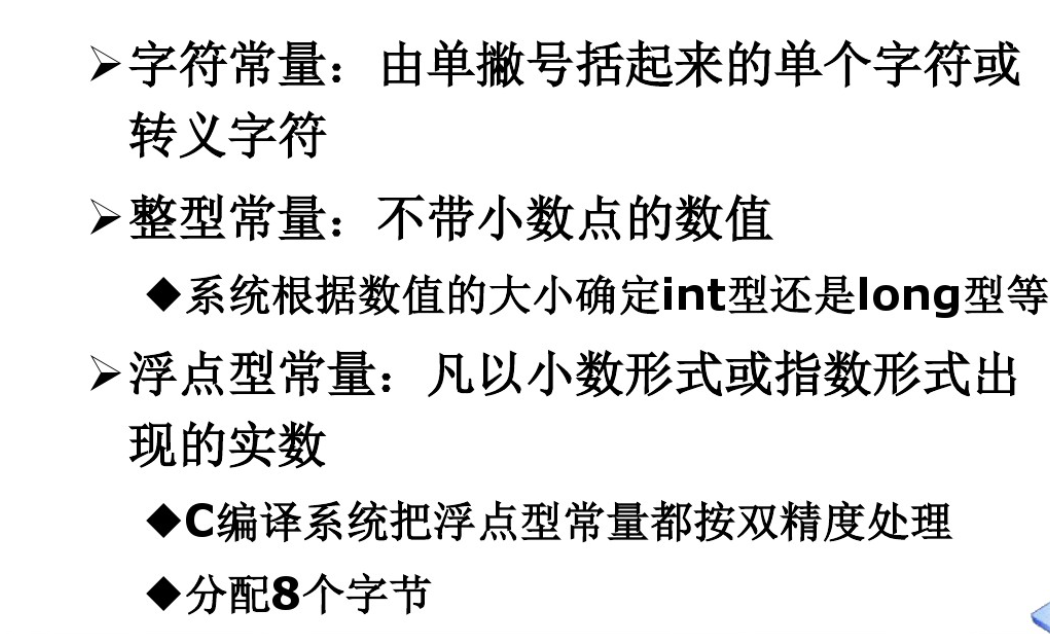 ➢字符常量：由单撇号括起来的单个字符或
转义字符
➢整型常量：不带小数点的数值
◆系统根据数值的大小确定int型还是long型等
➢浮点型常量：凡以小数形式或指数形式出
现的实数
◆C编译系统把浮点型常量都按双精度处理
◆分配8个字节